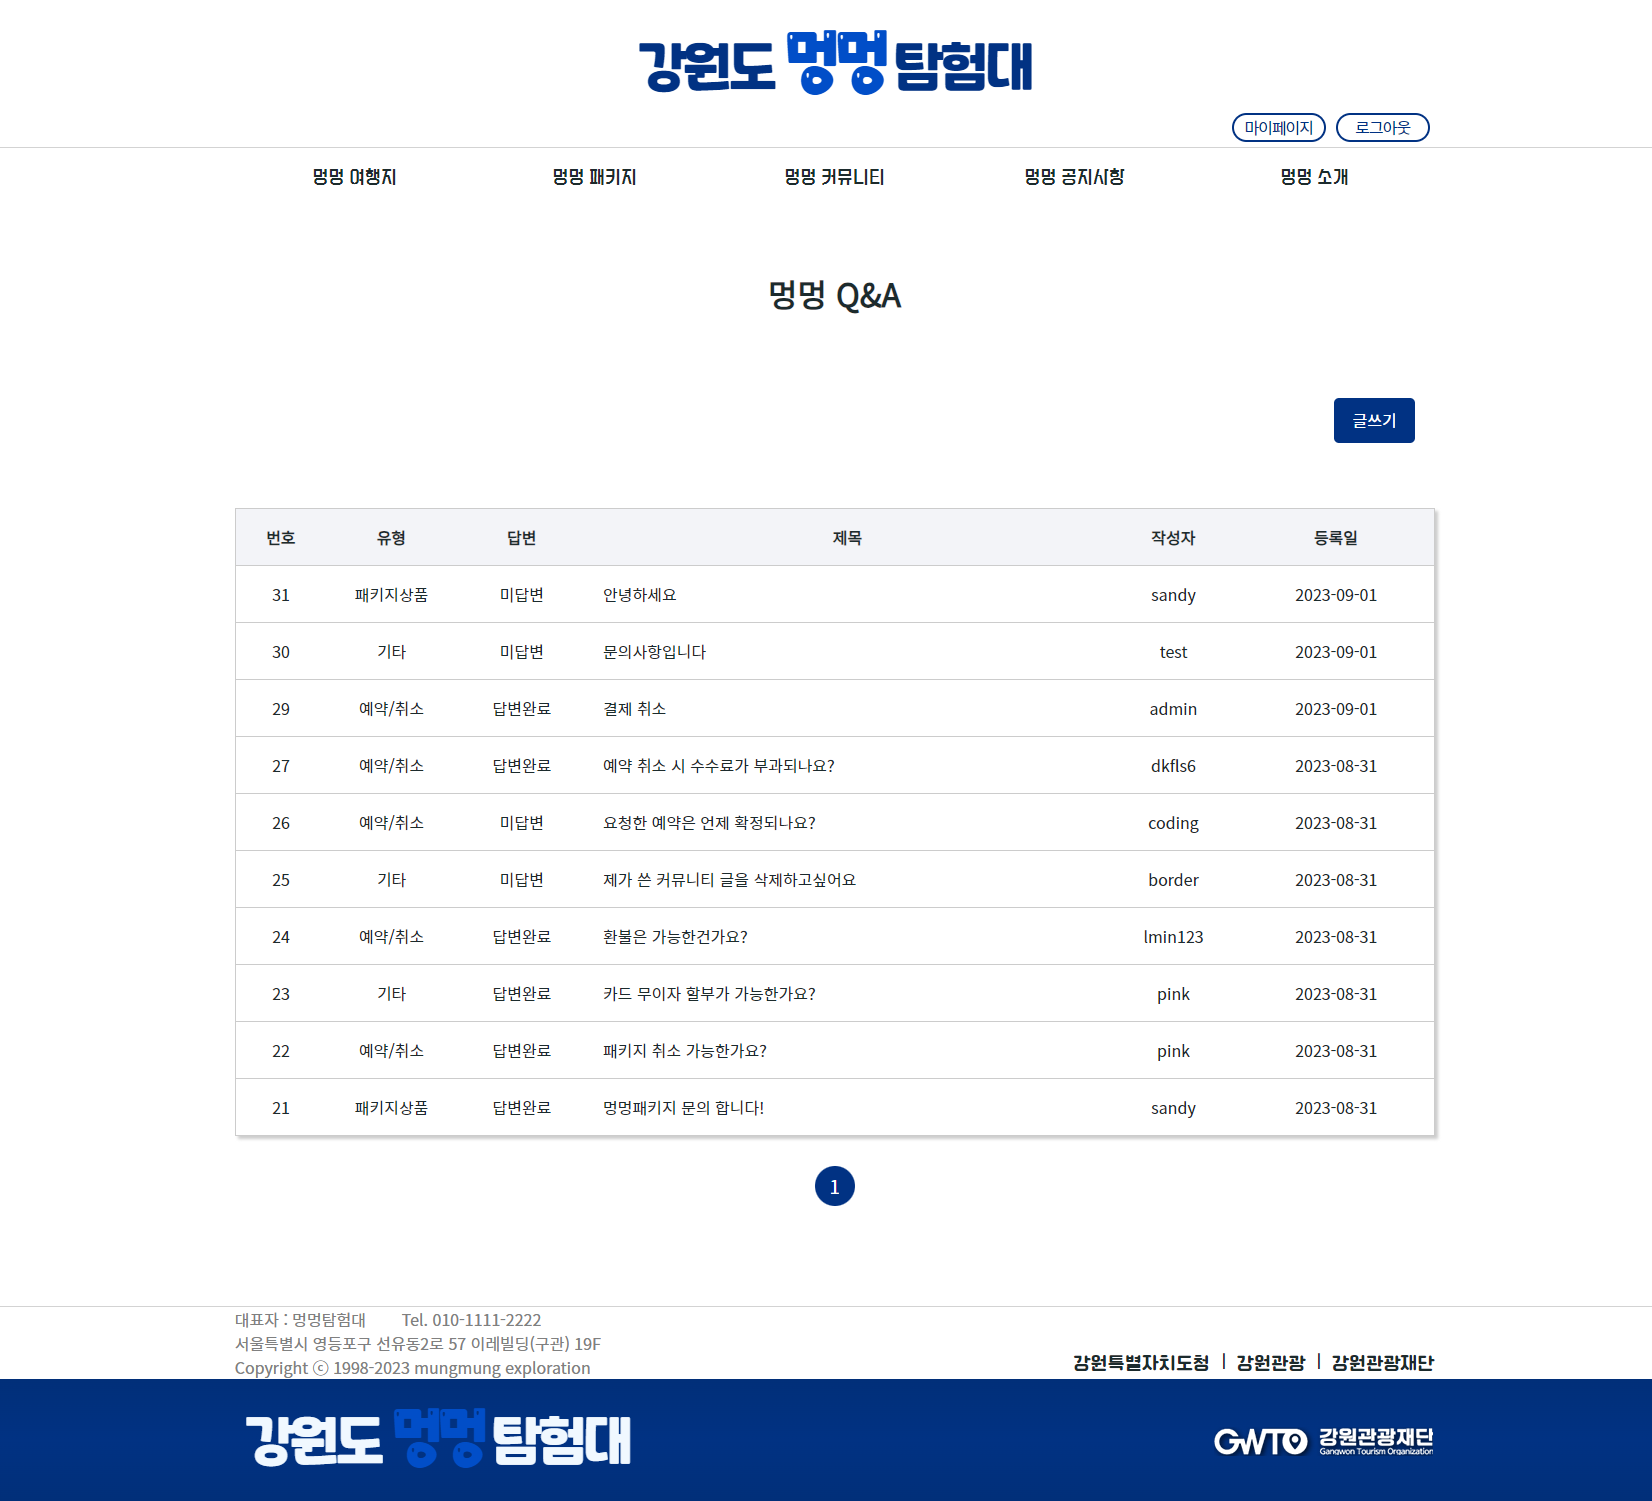 강원도 멍멍 탐험대
마이페이지 로그아웃
멍멍 여행지 멍멍 패키지 멍멍 커뮤니티 멍멍 공지사항 멍멍 소개
멍멍 Q&A
글쓰기
번호 유형 답변 제목 작성자 등록일
31 패키지상품 미답변 안녕하세요 sandy 2023-09-01
30 기타 미답변 문의사항입니다 test 2023-09-01
29 예약/취소 답변완료 결제 취소 admin 2023-09-01
27 예약/취소 답변완료 예약 취소 시 수수료가 부과되나요? dkfls6 2023-08-31
26 예약/취소 미답변 요청한 예약은 언제 확정되나요? coding 2023-08-31
25 기타 미답변 제가 쓴 커뮤니티 글을 삭제하고싶어요 border 2023-08-31
24 예약/취소 답변완료 환불은 가능한건가요? lmin123 2023-08-31
23 기타 답변완료 카드 무이자 할부가 가능한가요? pink 2023-08-31
22 예약/취소 답변완료 패키지 취소 가능한가요? pink 2023-08-31
21 패키지상품 답변완료 멍멍패키지 문의 합니다! sandy 2023-08-31
1
대표자 : 멍멍탐험대 Tel. 010-1111-2222
서울특별시 영등포구 선유동2로 57 이레빌딩(구관) 19F
Copyright ⓒ 1998-2023 mungmung exploration
강원특별자치도청 | 강원관광 | 강원관광재단
강원도 멍멍 탐험대
GWTO 강원관광재단
Gangwon Tourism Organization